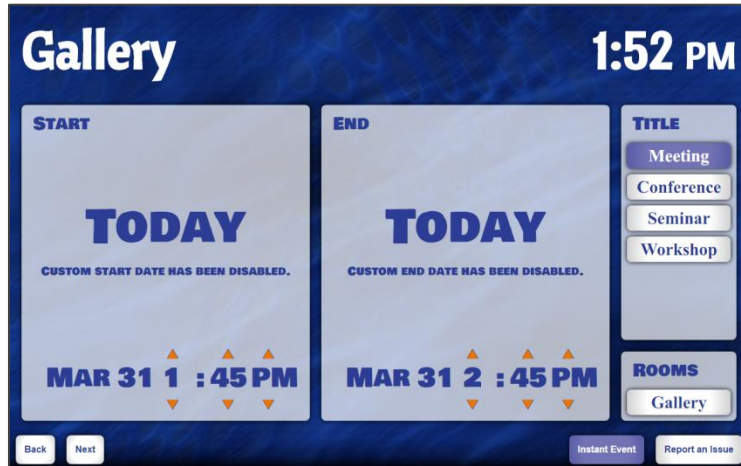 Gallery
1:52 PM
START
TODAY
CUSTOM START DATE HAS BEEN DISABLED.
MAR 31 1 : 45 PM
END
TODAY
CUSTOM END DATE HAS BEEN DISABLED.
MAR 31 2 : 45 PM
TITLE
Meeting
Conference
Seminar
Workshop
ROOMS
Gallery
Back
Next
Instant Event
Report an Issue